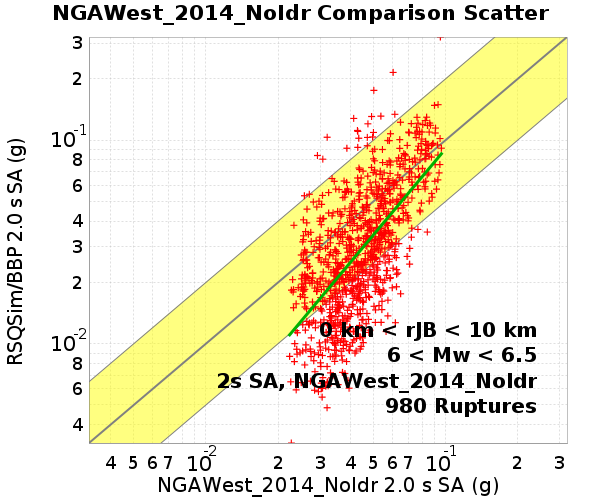 NGAWest_2014_NoIdr Comparison Scatter
RSQSim/BBP 2.0 s SA (g)
3
2
10-1
8
6
4
3
2
10-2
8
6
4
0 km < rJB < 10 km
6 < Mw < 6.5
2s SA, NGAWest_2014_NoIdr
980 Ruptures
4 5 6 7 10-2 2 3 4 5 6 7 10-1 2 3
NGAWest_2014_NoIdr 2.0 s SA (g)